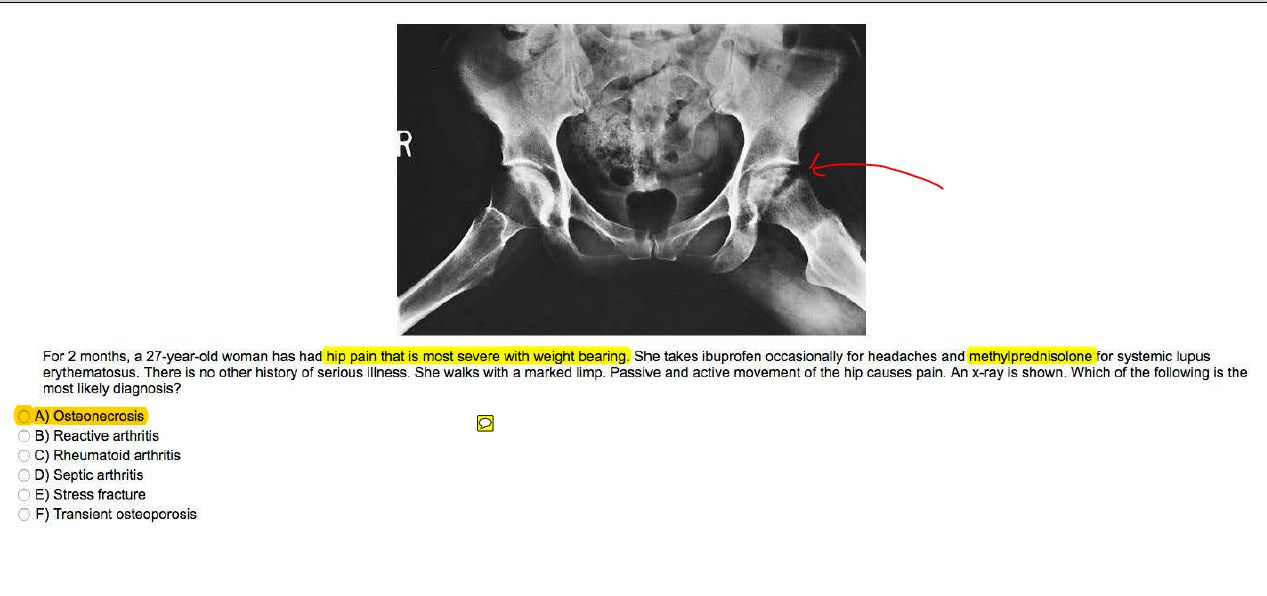 R
For 2 months, a 27-year-old woman has had hip pain that is most severe with weight bearing. She takes ibuprofen occasionally for headaches and methylprednisolone for systemic lupus
erythematosus. There is no other history of serious illness. She walks with a marked limp. Passive and active movement of the hip causes pain. An x-ray is shown. Which of the following is the
most likely diagnosis?
A) Osteonecrosis
B) Reactive arthritis
C) Rheumatoid arthritis
D) Septic arthritis
E) Stress fracture
F) Transient osteoporosis